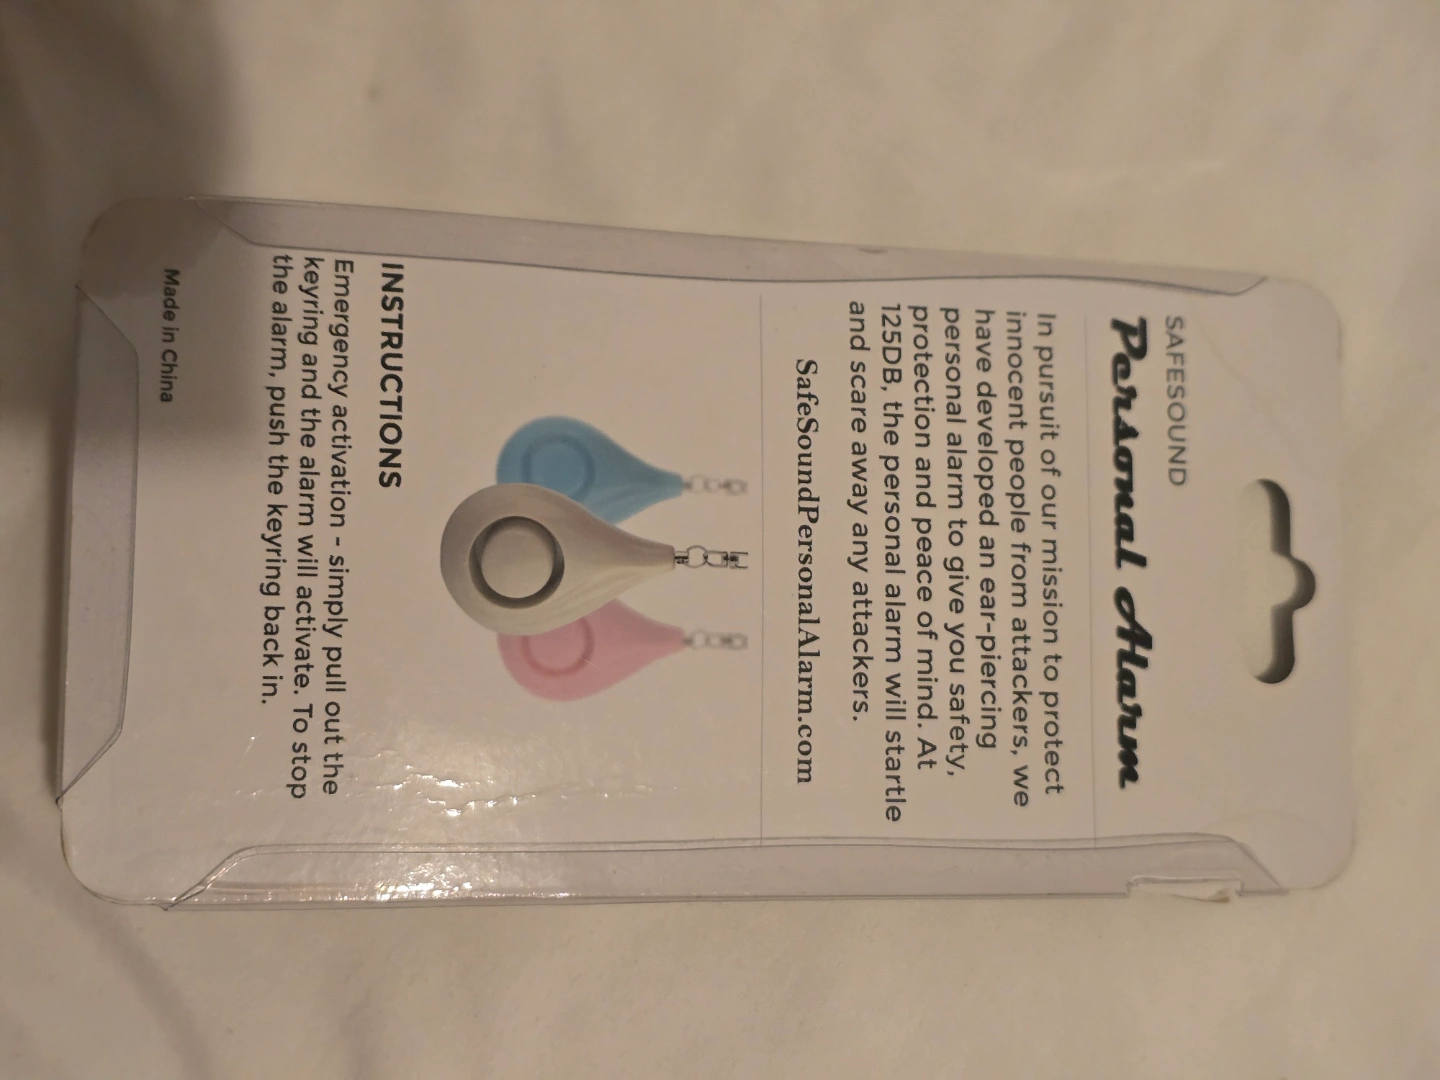 SAFESOUND
Personal Alarm
In pursuit of our mission to protect
innocent people from attackers, we
have developed an ear-piercing
personal alarm to give you safety,
protection and peace of mind. At
125DB, the personal alarm will startle
and scare away any attackers.
SafeSoundPersonalAlarm.com
INSTRUCTIONS
Emergency activation - simply pull out the
keyring and the alarm will activate. To stop
the alarm, push the keyring back in.
Made in China